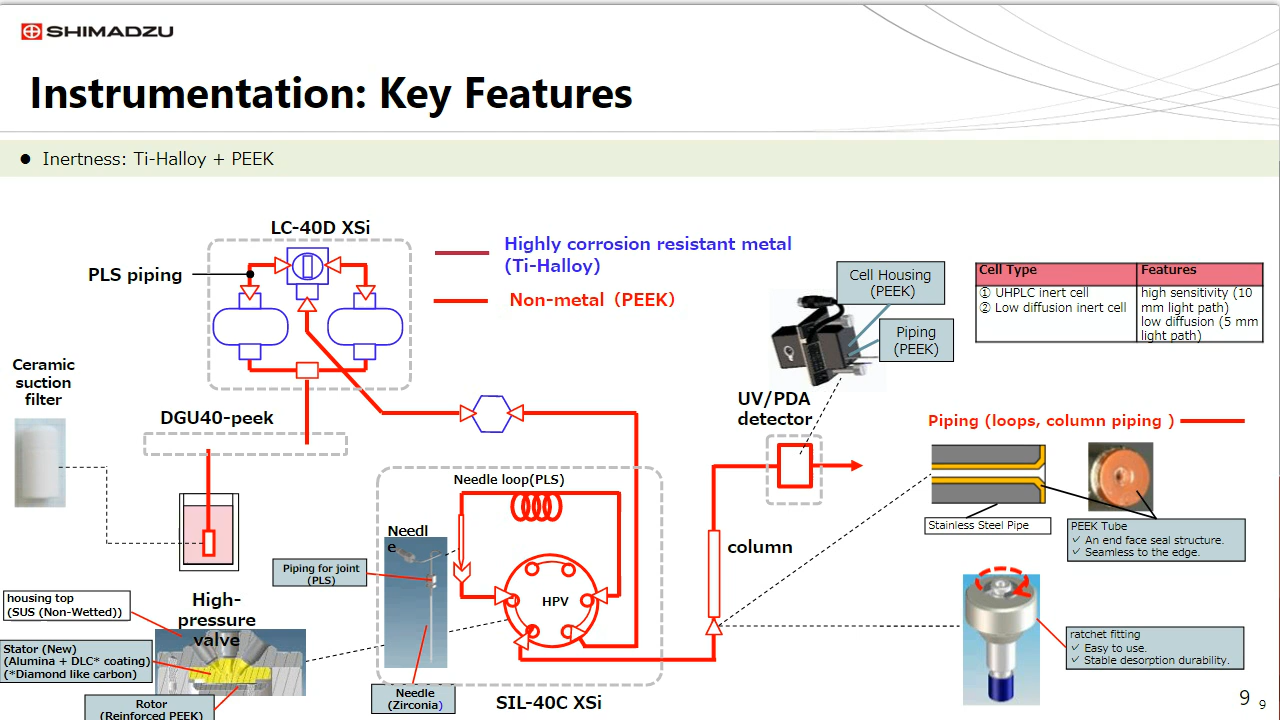 SHIMADZU
Instrumentation: Key Features
● Inertness: Ti-Halloy + PEEK
LC-40D XSi
PLS piping
Highly corrosion resistant metal
(Ti-Halloy)
Non-metal (PEEK)
Cell Housing
(PEEK)
Piping
(PEEK)
Cell Type
Features
① UHPLC inert cell
② Low diffusion inert cell
high sensitivity (10
mm light path)
low diffusion (5 mm
light path)
Ceramic
suction
filter
DGU40-peek
UV/PDA
detector
Piping (loops, column piping )
Needle loop(PLS)
Needl
e
Piping for joint
(PLS)
HPV
column
Stainless Steel Pipe
PEEK Tube
✓ An end face seal structure.
✓ Seamless to the edge.
High-
pressure
valve
housing top
(SUS (Non-Wetted))
Stator (New)
(Alumina + DLC* coating)
(*Diamond like carbon)
Rotor
(Reinforced PEEK)
Needle
(Zirconia)
SIL-40C XSi
ratchet fitting
✓ Easy to use.
✓ Stable desorption durability.
9
9